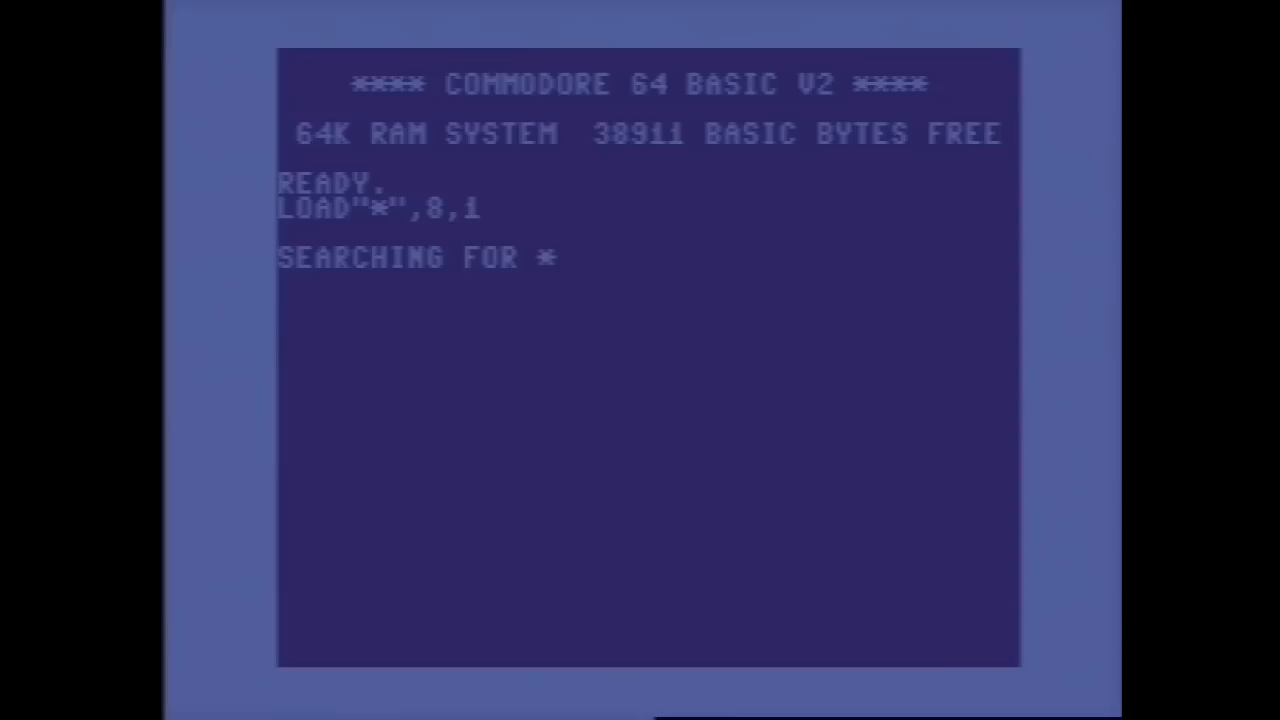 **** COMMODORE 64 BASIC V2 ****
64K RAM SYSTEM  38911 BASIC BYTES FREE
READY.
LOAD"*",8,1
SEARCHING FOR *